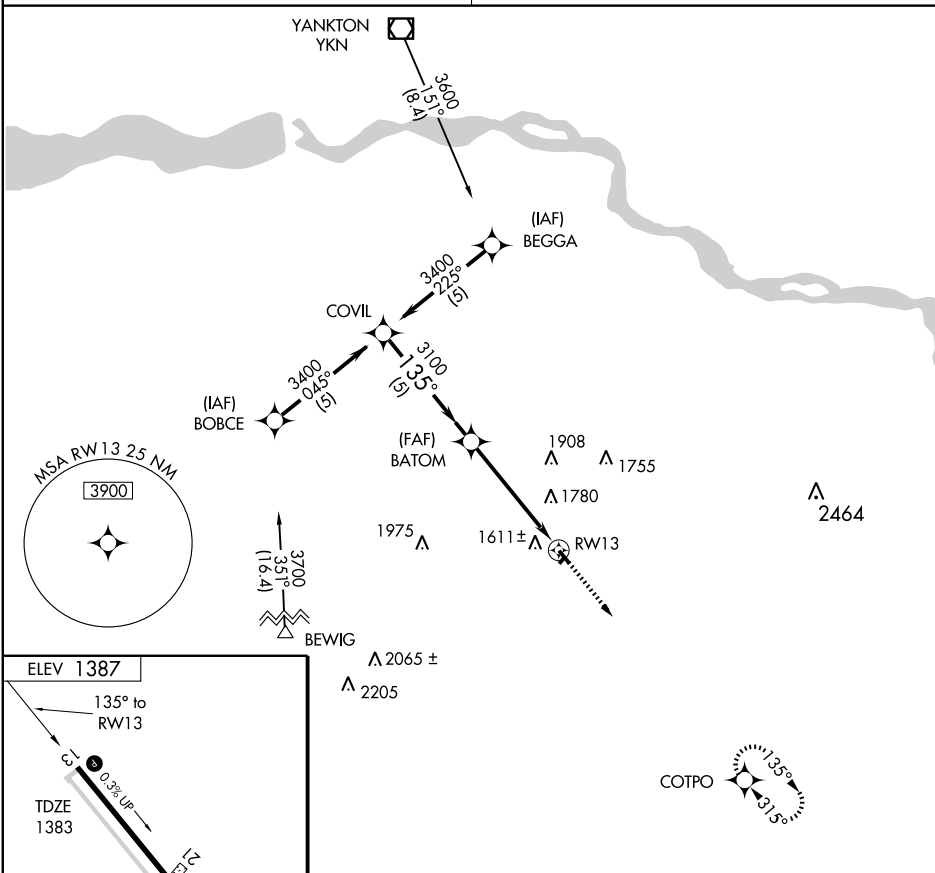 YANKTON
YKN
3600
151°
(8.4)
(IAF)
BEGGA
3400
225°
(5)
COVIL
3400
045°
(5)
3100
135°
(5)
(IAF)
BOBCE
(FAF)
BATOM
1908
1755
1780
2464
MSA RW13 25 NM
3900
1975
1611±
RW13
3700
351°
(16.4)
BEWIG
2065 ±
2205
ELEV 1387
135° to
RW13
13
P
0.3% UP
TDZE
1383
21
COTPO
135°
315°